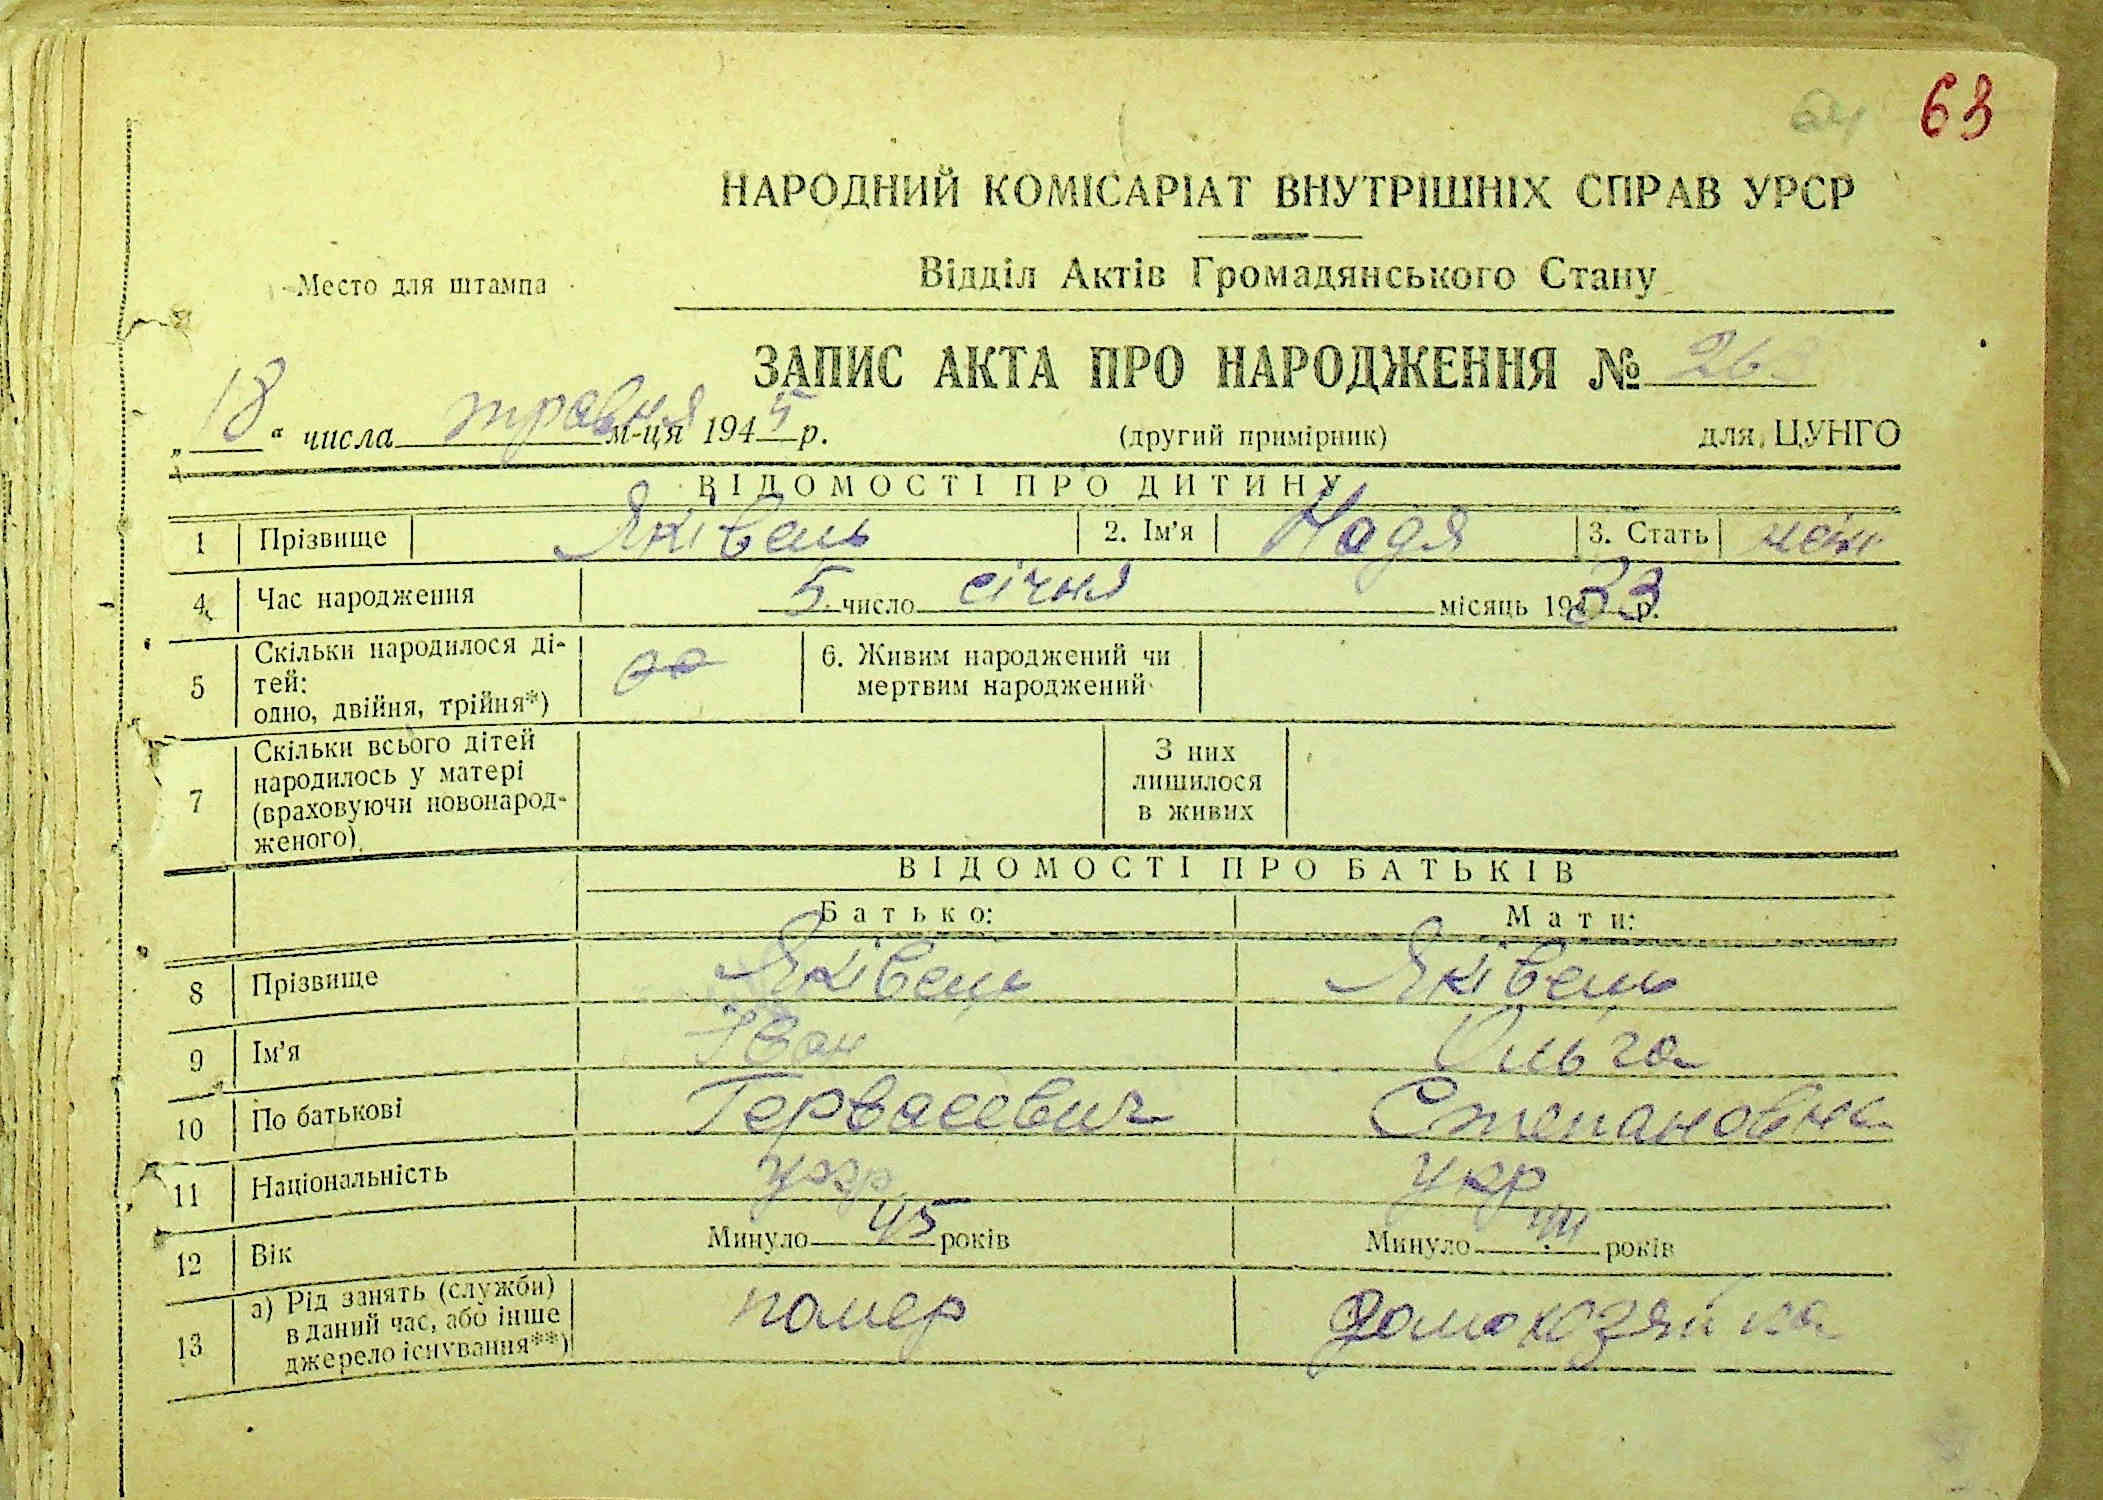 63
НАРОДНИЙ КОМІСАРІАТ ВНУТРІШНІХ СПРАВ УРСР
Место для штампа
Відділ Актів Громадянського Стану
ЗАПИС АКТА ПРО НАРОДЖЕННЯ №
„18“ числа травня м-ця 1945 р. (другий примірник) для ЦУНГО
ВІДОМОСТІ ПРО ДИТИНУ
1 Прізвище Яківець 2. Ім'я Надя 3. Стать жін
4 Час народження 5 число січня місяць 1933 р.
5 Скільки народилося ді-
тей:
одно, двійня, трійня*)
6. Живим народжений чи
мертвим народжений
7 Скільки всього дітей
народилось у матері
(враховуючи новонарод-
женого)
З них
лишилося
в живих
ВІДОМОСТІ ПРО БАТЬКІВ
Батько: Мати:
8 Прізвище Яківець Яківець
9 Ім'я Іван Ольга
10 По батькові Гервасевич Степановна
11 Національність укр укр
12 Вік Минуло 45 років Минуло років
13 а) Рід занять (служби)
в даний час, або інше
джерело існування**)
помер домохозяйка